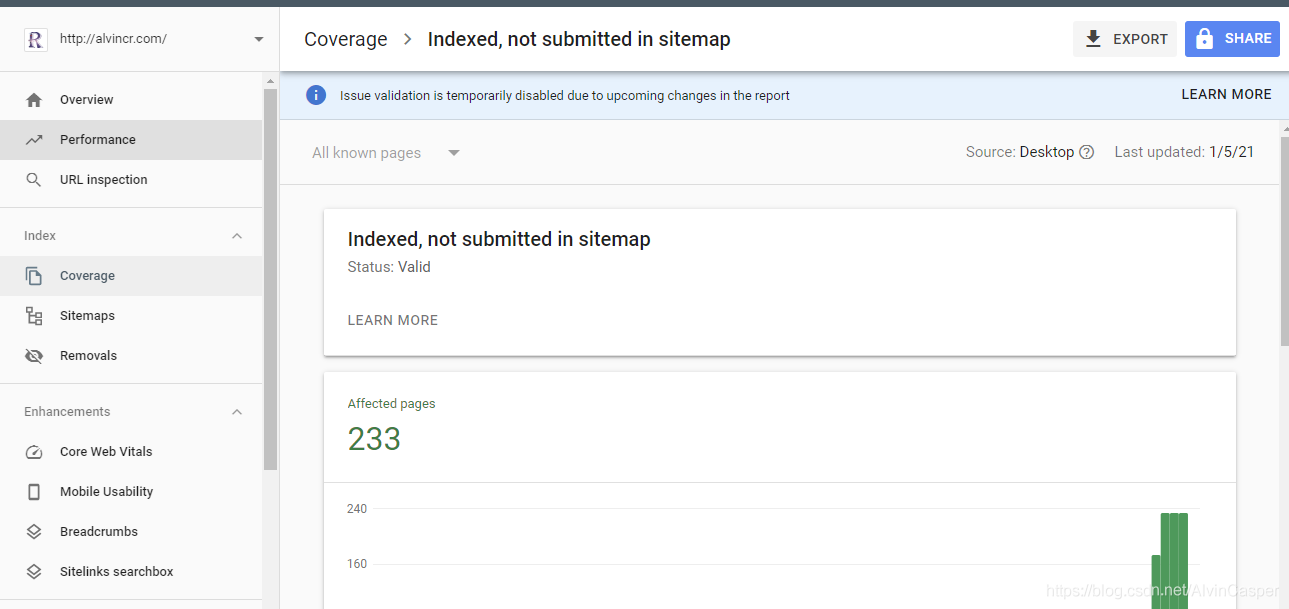 R http://alvincr.com/
Coverage > Indexed, not submitted in sitemap
EXPORT
SHARE
Overview
Performance
URL inspection
Index
Coverage
Sitemaps
Removals
Enhancements
Core Web Vitals
Mobile Usability
Breadcrumbs
Sitelinks searchbox
i Issue validation is temporarily disabled due to upcoming changes in the report
LEARN MORE
All known pages
Source: Desktop ?
Last updated: 1/5/21
Indexed, not submitted in sitemap
Status: Valid
LEARN MORE
Affected pages
233
240
160
https://blog.csdn.net/AlvinCasper